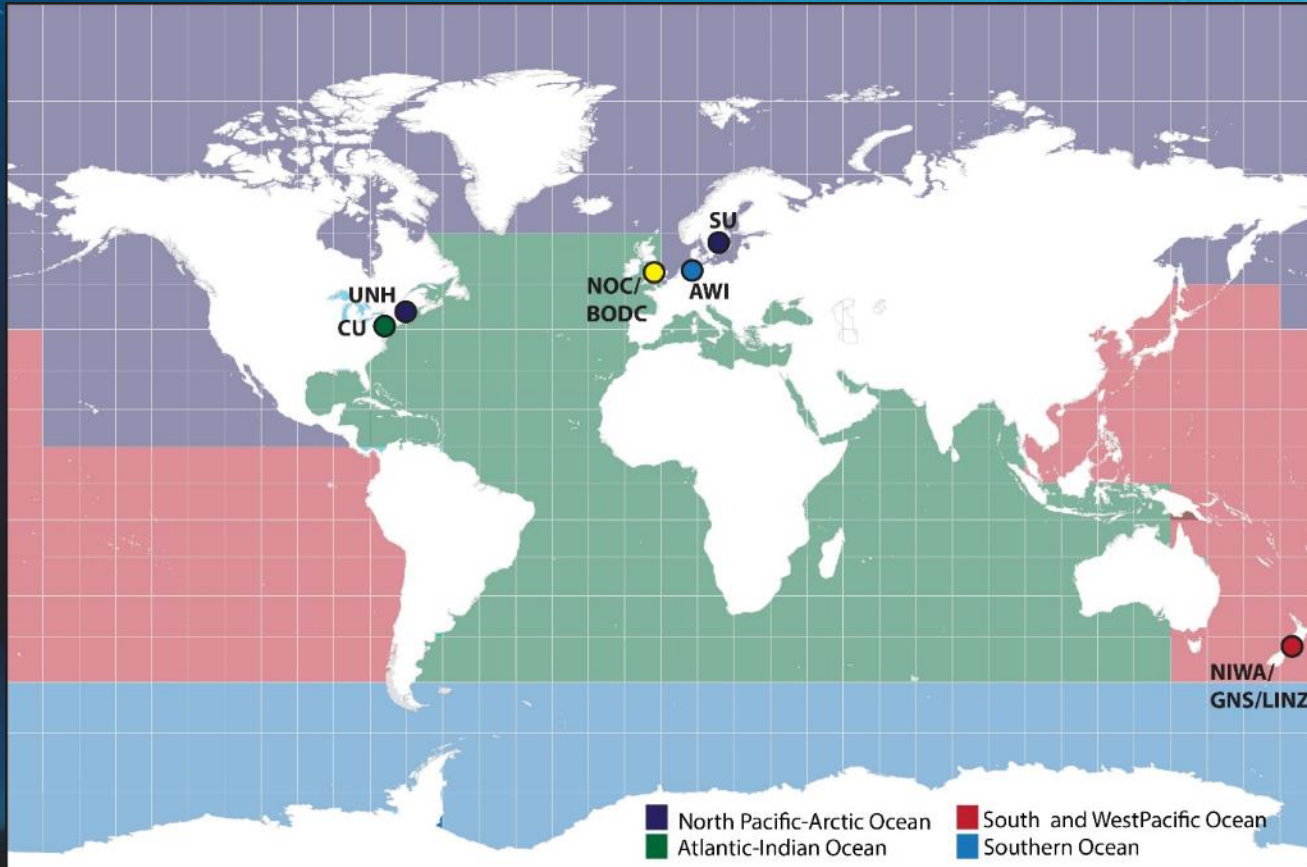 SU
UNH
CU
NOC/
BODC
AWI
NIWA/
GNS/LINZ
North Pacific-Arctic Ocean
Atlantic-Indian Ocean
South and WestPacific Ocean
Southern Ocean